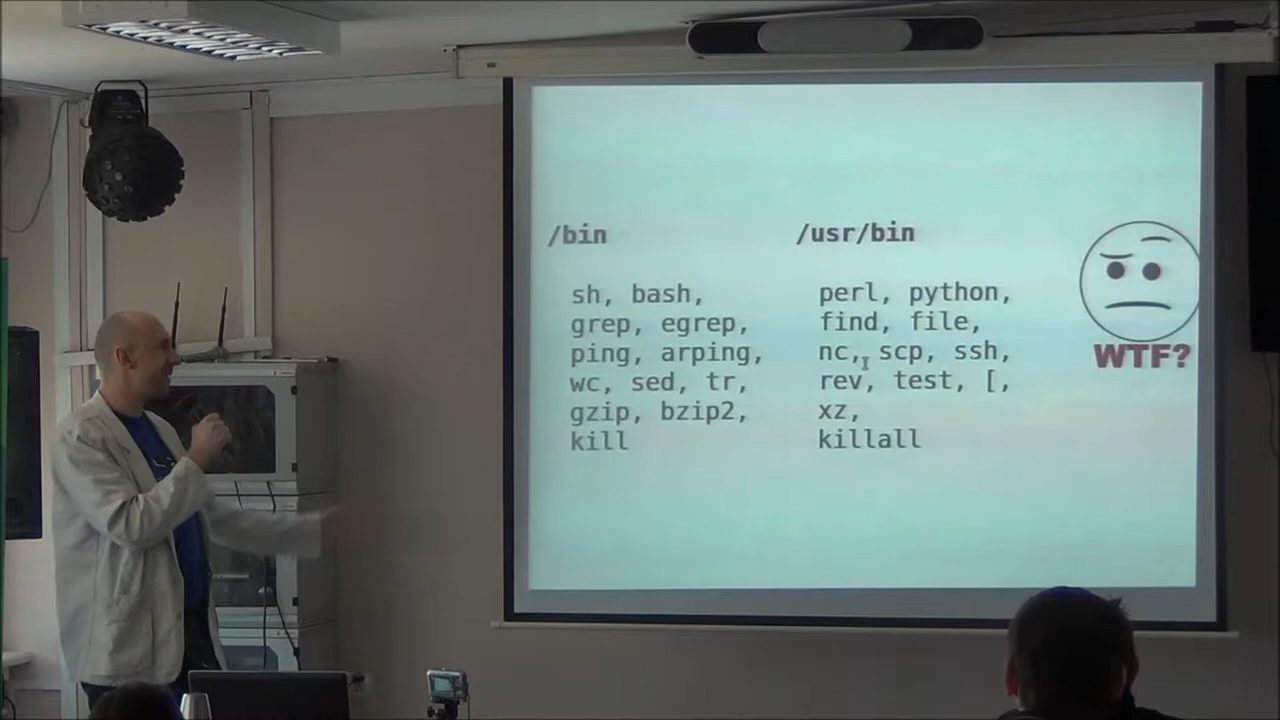 /bin
sh, bash,
grep, egrep,
ping, arping,
wc, sed, tr,
gzip, bzip2,
kill
/usr/bin
perl, python,
find, file,
nc, scp, ssh,
rev, test, [,
xz,
killall
WTF?